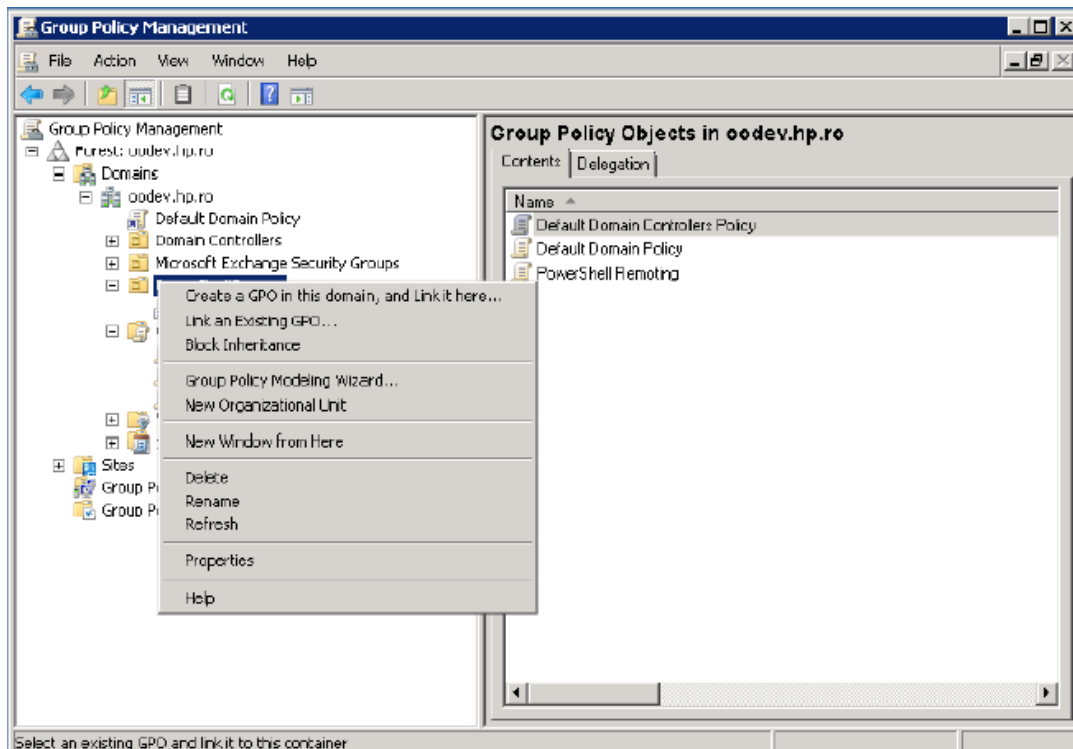 Group Policy Management
File Action View Window Help
Group Policy Management
Forest: oodev.hp.ro
Domains
oodev.hp.ro
Default Domain Policy
Domain Controllers
Microsoft Exchange Security Groups
Create a GPO in this domain, and Link it here...
Link an Existing GPO...
Block Inheritance
Group Policy Modeling Wizard...
New Organizational Unit
New Window from Here
Delete
Rename
Refresh
Properties
Help
Sites
Group P
Group P
Group Policy Objects in oodev.hp.ro
Contents Delegation
Name
Default Domain Controllers Policy
Default Domain Policy
PowerShell Remoting
Select an existing GPO and link it to this container